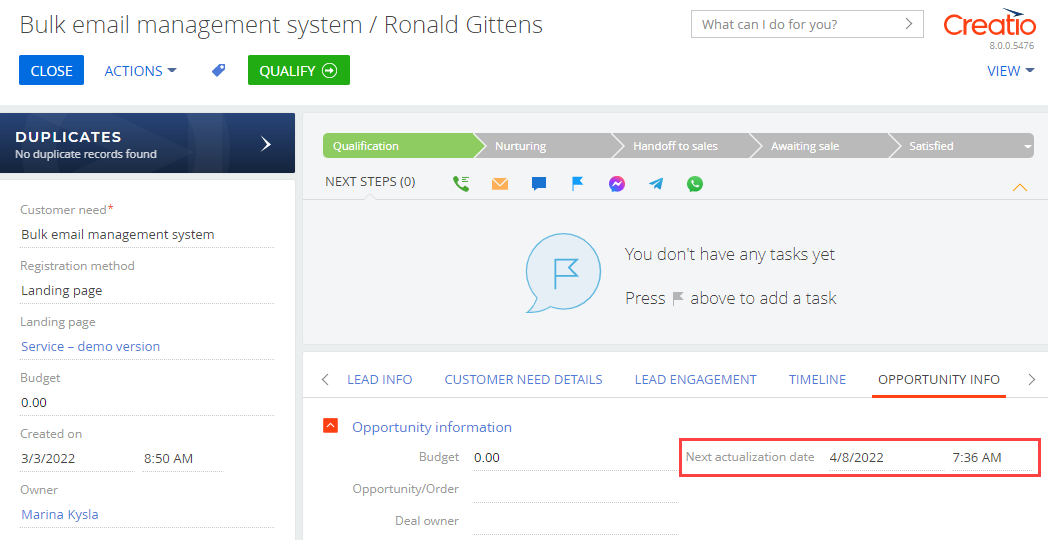 Bulk email management system / Ronald Gittens
What can I do for you?
Creatio
8.0.0.5476
CLOSE
ACTIONS
QUALIFY
VIEW
DUPLICATES
No duplicate records found
Customer need*
Bulk email management system
Registration method
Landing page
Landing page
Service – demo version
Budget
0.00
Created on
3/3/2022 8:50 AM
Owner
Marina Kysla
Qualification Nurturing Handoff to sales Awaiting sale Satisfied
NEXT STEPS (0)
You don't have any tasks yet
Press above to add a task
LEAD INFO CUSTOMER NEED DETAILS LEAD ENGAGEMENT TIMELINE OPPORTUNITY INFO
Opportunity information
Budget 0.00 Next actualization date 4/8/2022 7:36 AM
Opportunity/Order
Deal owner